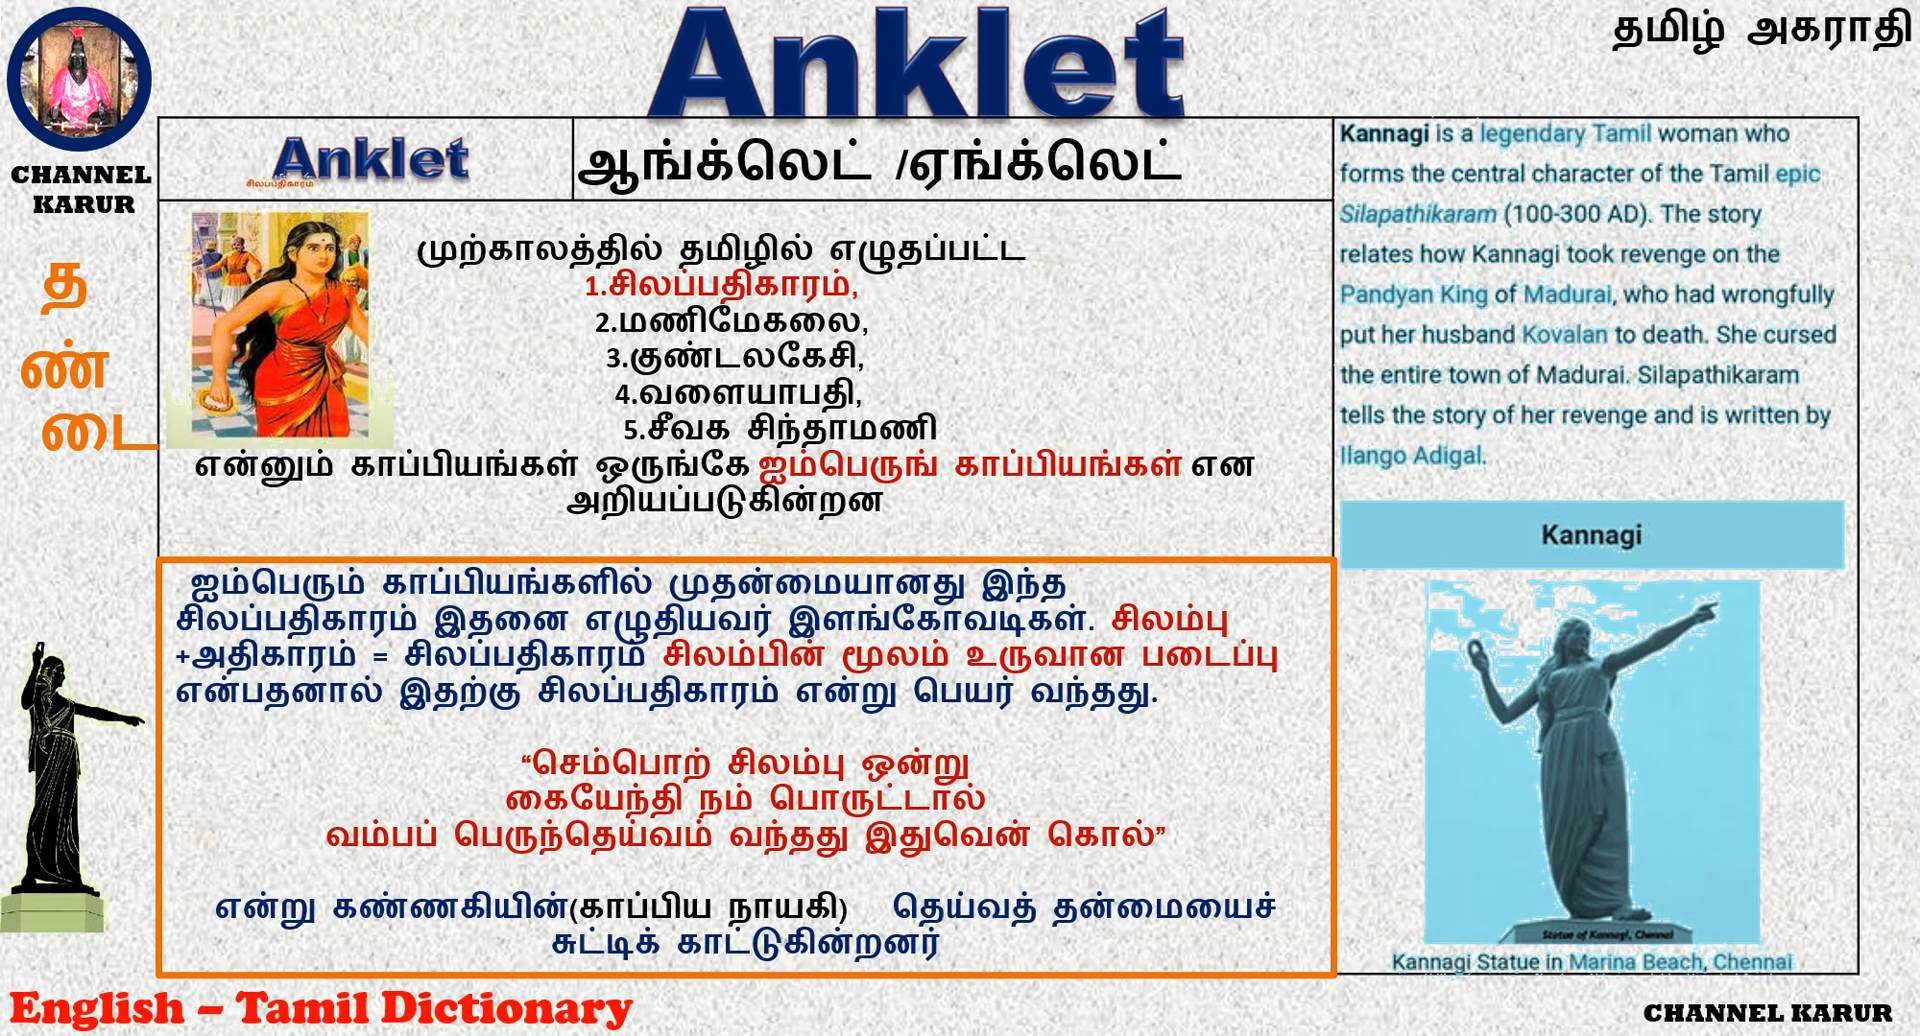 Anklet
தமிழ் அகராதி
CHANNEL
KARUR
த
ண்
டை
Anklet
சிலப்பதிகாரம்
ஆங்க்லெட் /ஏங்க்லெட்
முற்காலத்தில் தமிழில் எழுதப்பட்ட
1.சிலப்பதிகாரம்,
2.மணிமேகலை,
3.குண்டலகேசி,
4.வளையாபதி,
5.சீவக சிந்தாமணி
என்னும் காப்பியங்கள் ஒருங்கே ஐம்பெருங் காப்பியங்கள் என
அறியப்படுகின்றன
ஐம்பெரும் காப்பியங்களில் முதன்மையானது இந்த
சிலப்பதிகாரம் இதனை எழுதியவர் இளங்கோவடிகள். சிலம்பு
+அதிகாரம் = சிலப்பதிகாரம் சிலம்பின் மூலம் உருவான படைப்பு
என்பதனால் இதற்கு சிலப்பதிகாரம் என்று பெயர் வந்தது.
“செம்பொற் சிலம்பு ஒன்று
கையேந்தி நம் பொருட்டால்
வம்பப் பெருந்தெய்வம் வந்தது இதுவென் கொல்”
என்று கண்ணகியின்(காப்பிய நாயகி) தெய்வத் தன்மையைச்
சுட்டிக் காட்டுகின்றனர்
Kannagi is a legendary Tamil woman who
forms the central character of the Tamil epic
Silapathikaram (100-300 AD). The story
relates how Kannagi took revenge on the
Pandyan King of Madurai, who had wrongfully
put her husband Kovalan to death. She cursed
the entire town of Madurai. Silapathikaram
tells the story of her revenge and is written by
Ilango Adigal.
Kannagi
Statue of Kannagi, Chennai
Kannagi Statue in Marina Beach, Chennai
English – Tamil Dictionary
CHANNEL KARUR